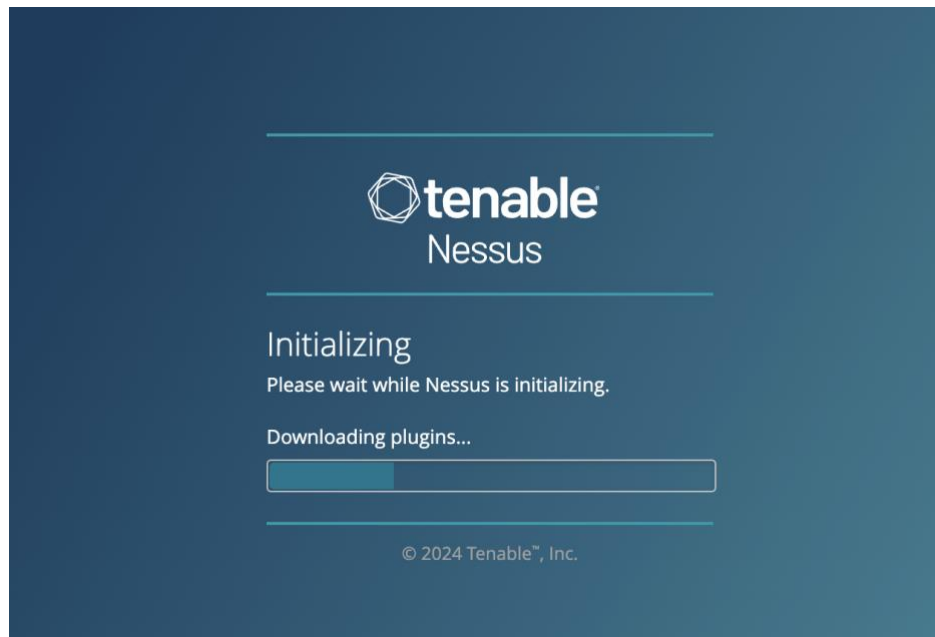 tenable®
Nessus
Initializing
Please wait while Nessus is initializing.
Downloading plugins...
© 2024 Tenable™, Inc.